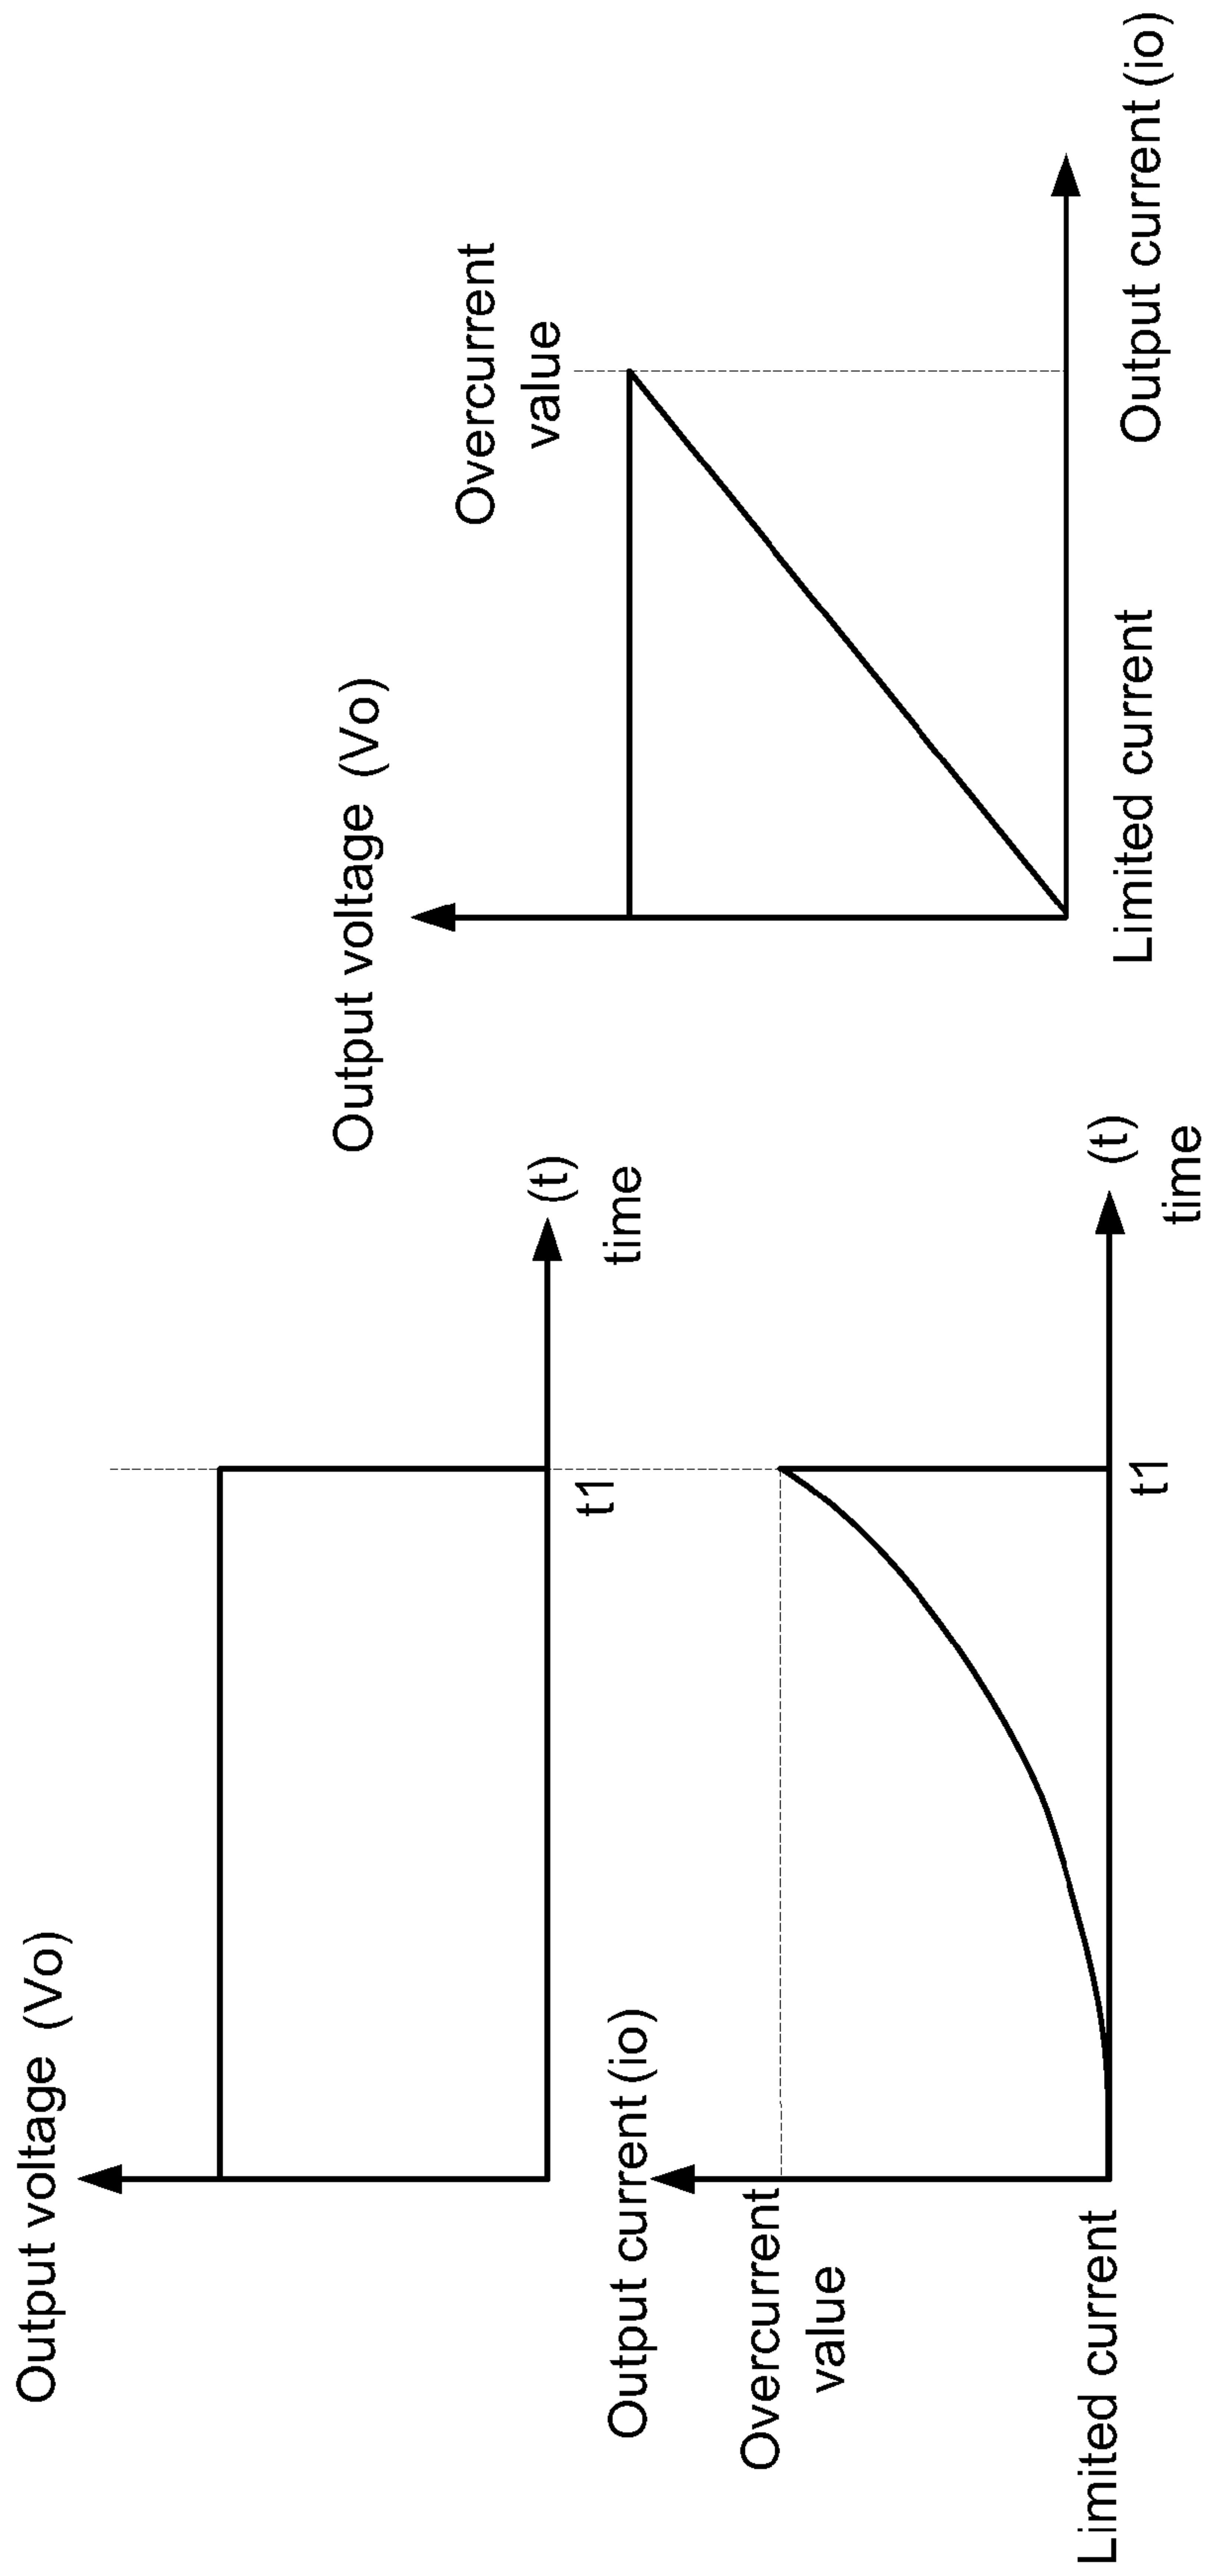 Output voltage (Vo)
t1
(t)
time
Output current (io)
Overcurrent
value
Limited current
t1
(t)
time
Output voltage (Vo)
Overcurrent
value
Limited current
Output current (io)